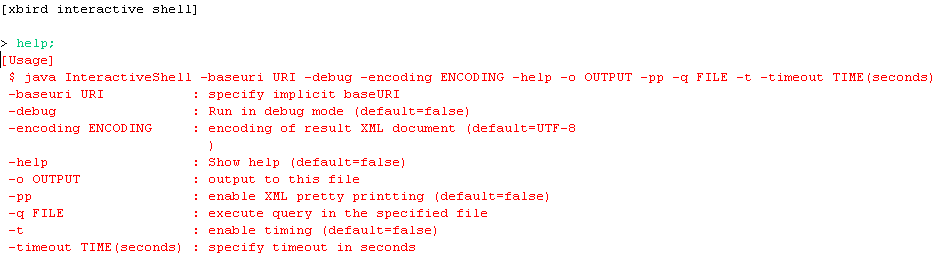 [xbird interactive shell]
> help;
[Usage]
$ java InteractiveShell -baseuri URI -debug -encoding ENCODING -help -o OUTPUT -pp -q FILE -t -timeout TIME(seconds)
-baseuri URI : specify implicit baseURI
-debug : Run in debug mode (default=false)
-encoding ENCODING : encoding of result XML document (default=UTF-8
)
-help : Show help (default=false)
-o OUTPUT : output to this file
-pp : enable XML pretty printting (default=false)
-q FILE : execute query in the specified file
-t : enable timing (default=false)
-timeout TIME(seconds) : specify timeout in seconds